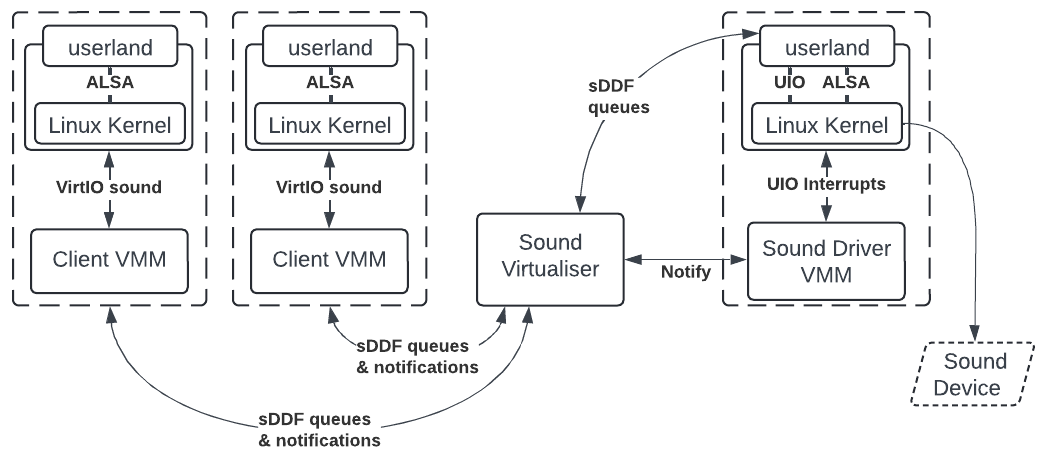 userland
ALSA
Linux Kernel
VirtIO sound
Client VMM
userland
ALSA
Linux Kernel
VirtIO sound
Client VMM
sDDF queues
& notifications
sDDF queues
& notifications
Sound
Virtualiser
sDDF
queues
Notify
userland
UIO ALSA
Linux Kernel
UIO Interrupts
Sound Driver
VMM
Sound
Device